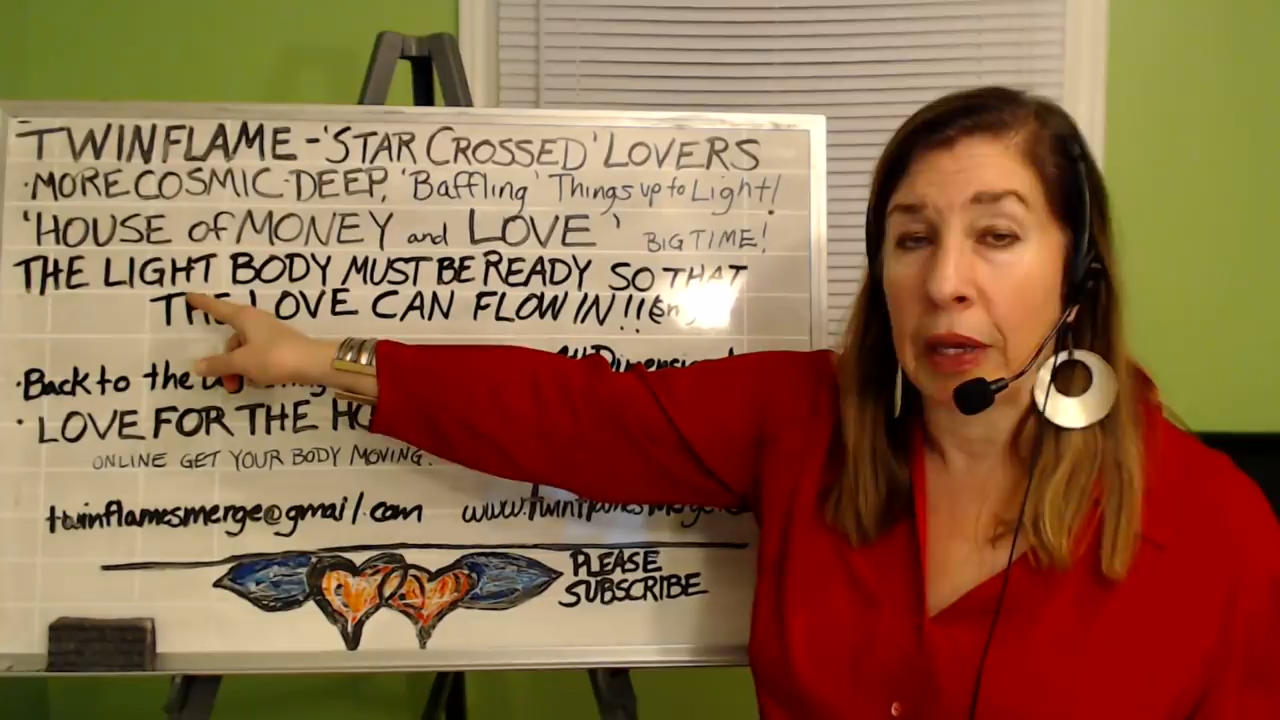 TWINFLAME - 'STAR CROSSED' LOVERS
·MORE COSMIC-DEEP, 'Baffling' Things up to Light!
'HOUSE of MONEY and LOVE' BIG TIME!
THE LIGHT BODY MUST BE READY SO THAT
THE LOVE CAN FLOW IN!!
·Back to the
· LOVE FOR THE
ONLINE GET YOUR BODY MOVING.
twinflamesmerge@gmail.com
PLEASE
SUBSCRIBE